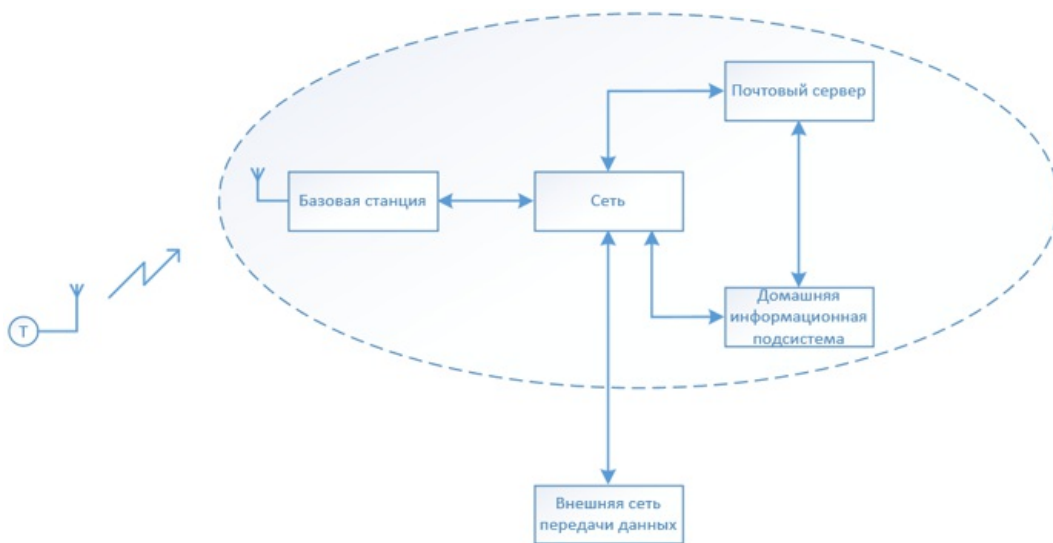 Почтовый сервер
Базовая станция
Сеть
Домашняя
информационная
подсистема
Т
Внешняя сеть
передачи данных